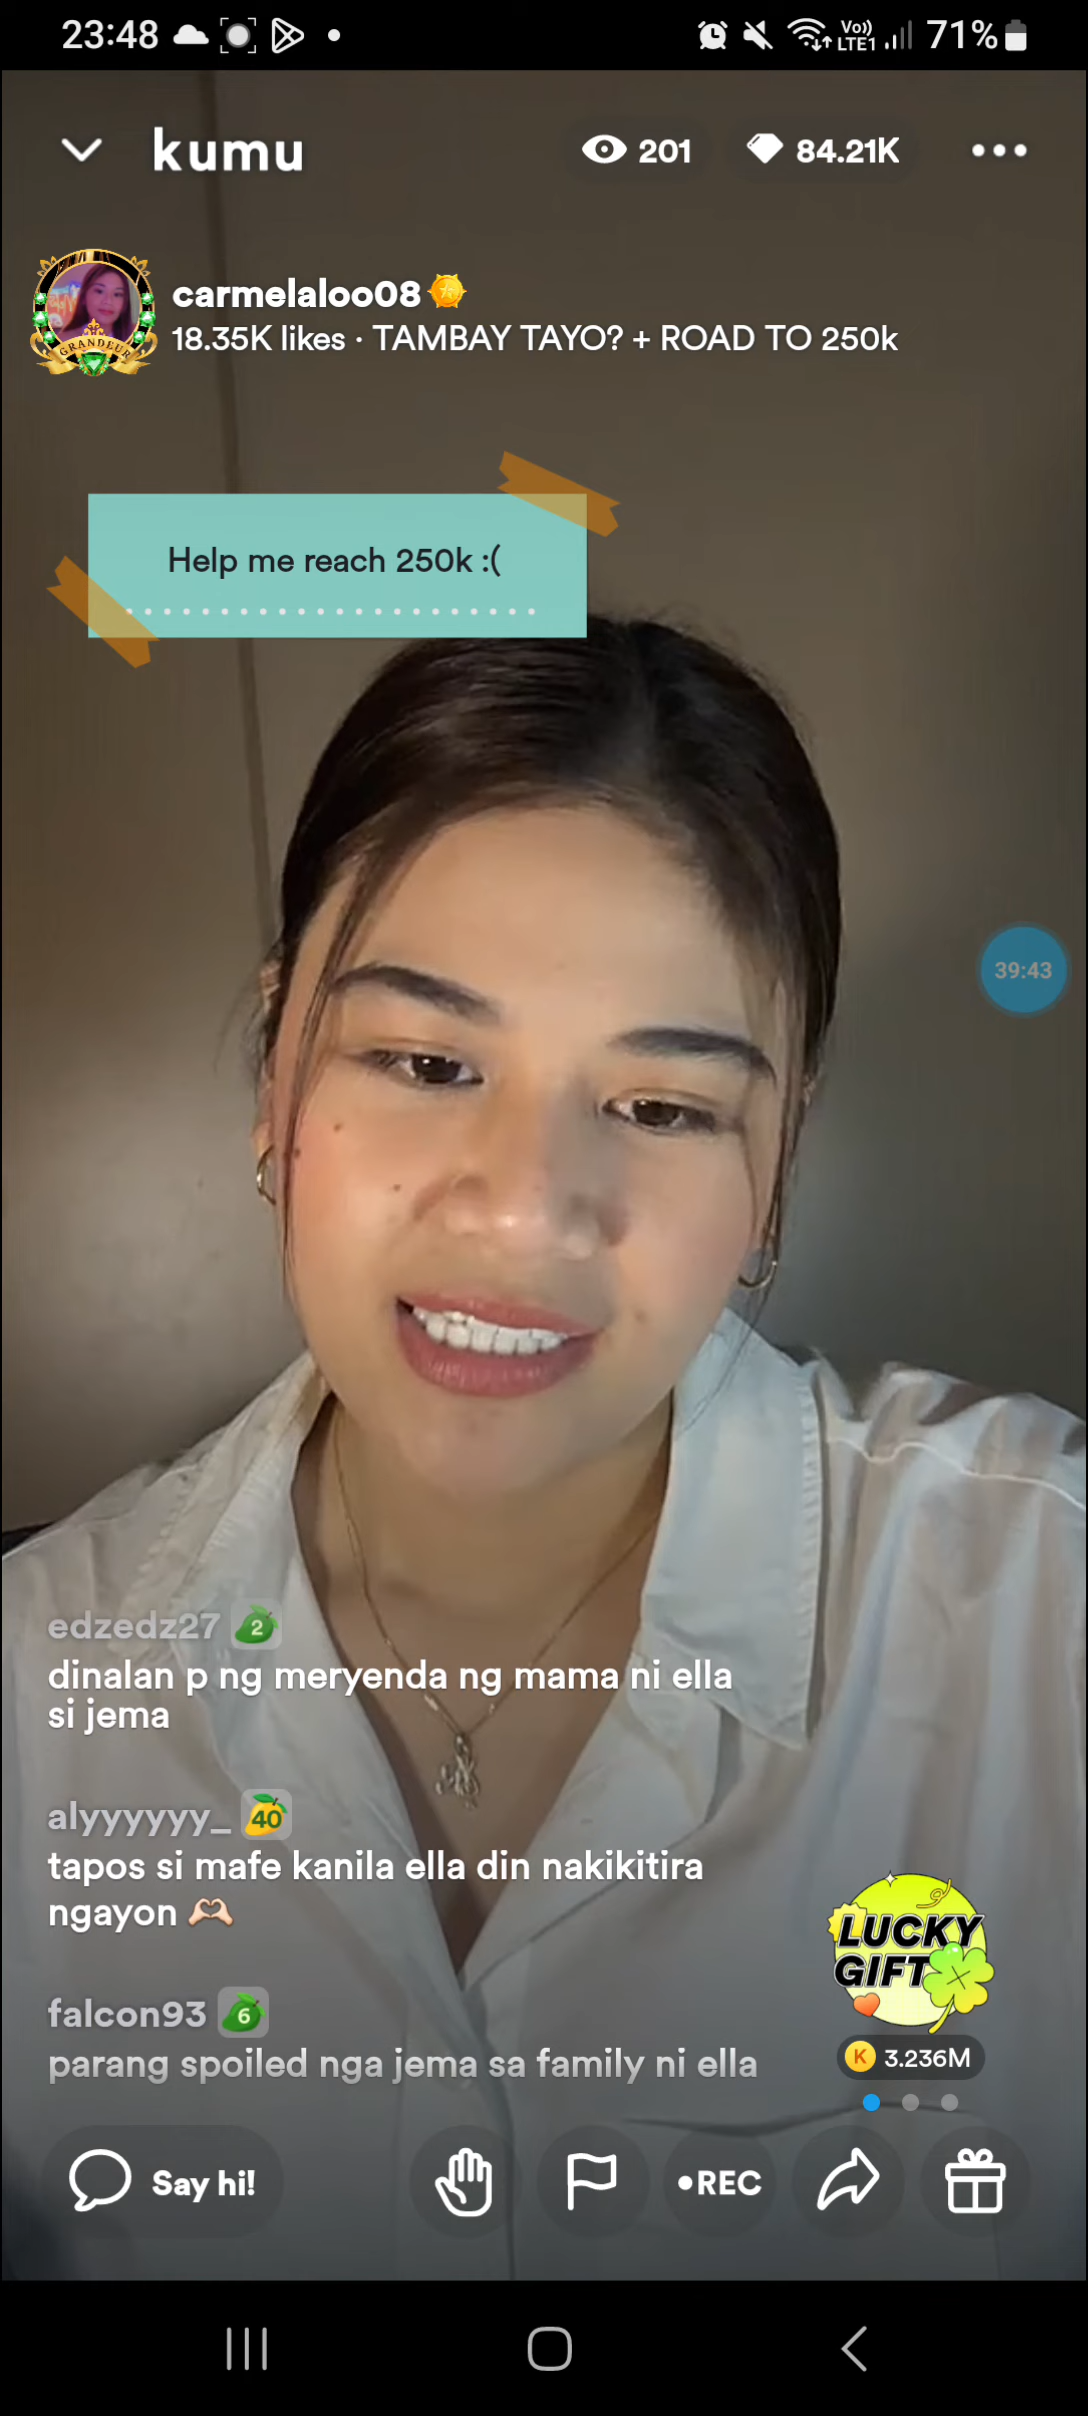 23:48
Vo))
LTE1
71%
kumu
201
84.21K
carmelaloo08
18.35K likes · TAMBAY TAYO? + ROAD TO 250k
GRANDEUR
Help me reach 250k :(
39:43
edzedz27 2
dinalan p ng meryenda ng mama ni ella
si jema
alyyyyyy_ 40
tapos si mafe kanila ella din nakikitira
ngayon 🫶🏻
falcon93 6
parang spoiled nga jema sa family ni ella
LUCKY
GIFT
K 3.236M
Say hi!
•REC